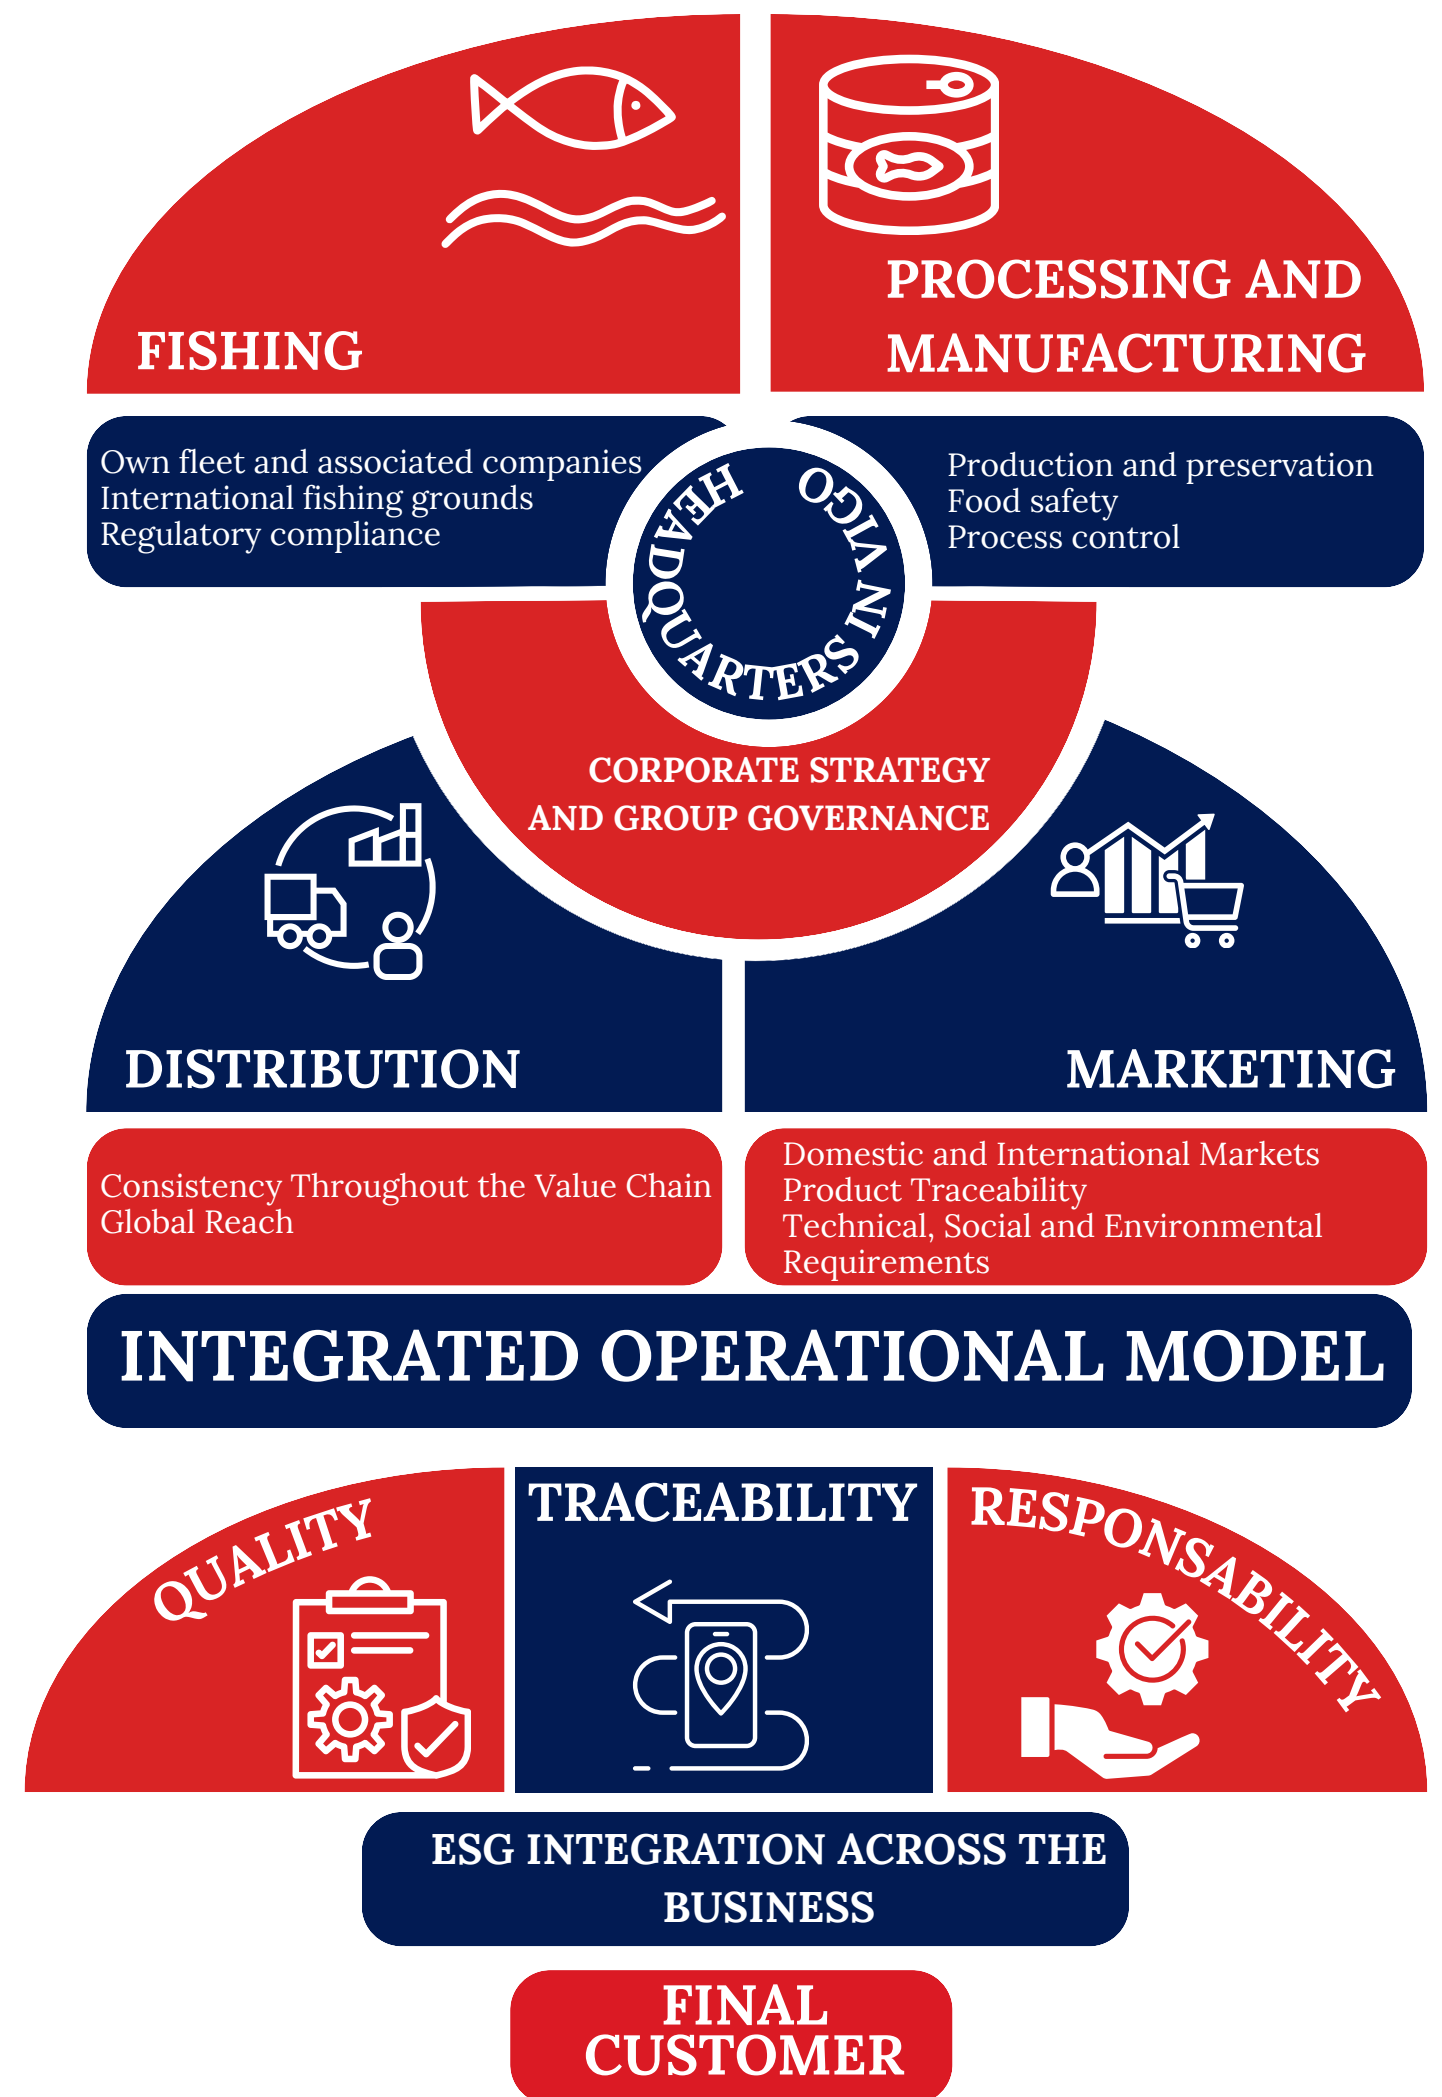 FISHING
PROCESSING AND
MANUFACTURING
Own fleet and associated companies
International fishing grounds
Regulatory compliance
Production and preservation
Food safety
Process control
HEADQUARTERS IN VIGO
CORPORATE STRATEGY
AND GROUP GOVERNANCE
DISTRIBUTION
MARKETING
Consistency Throughout the Value Chain
Global Reach
Domestic and International Markets
Product Traceability
Technical, Social and Environmental
Requirements
INTEGRATED OPERATIONAL MODEL
QUALITY
TRACEABILITY
RESPONSABILITY
ESG INTEGRATION ACROSS THE
BUSINESS
FINAL
CUSTOMER